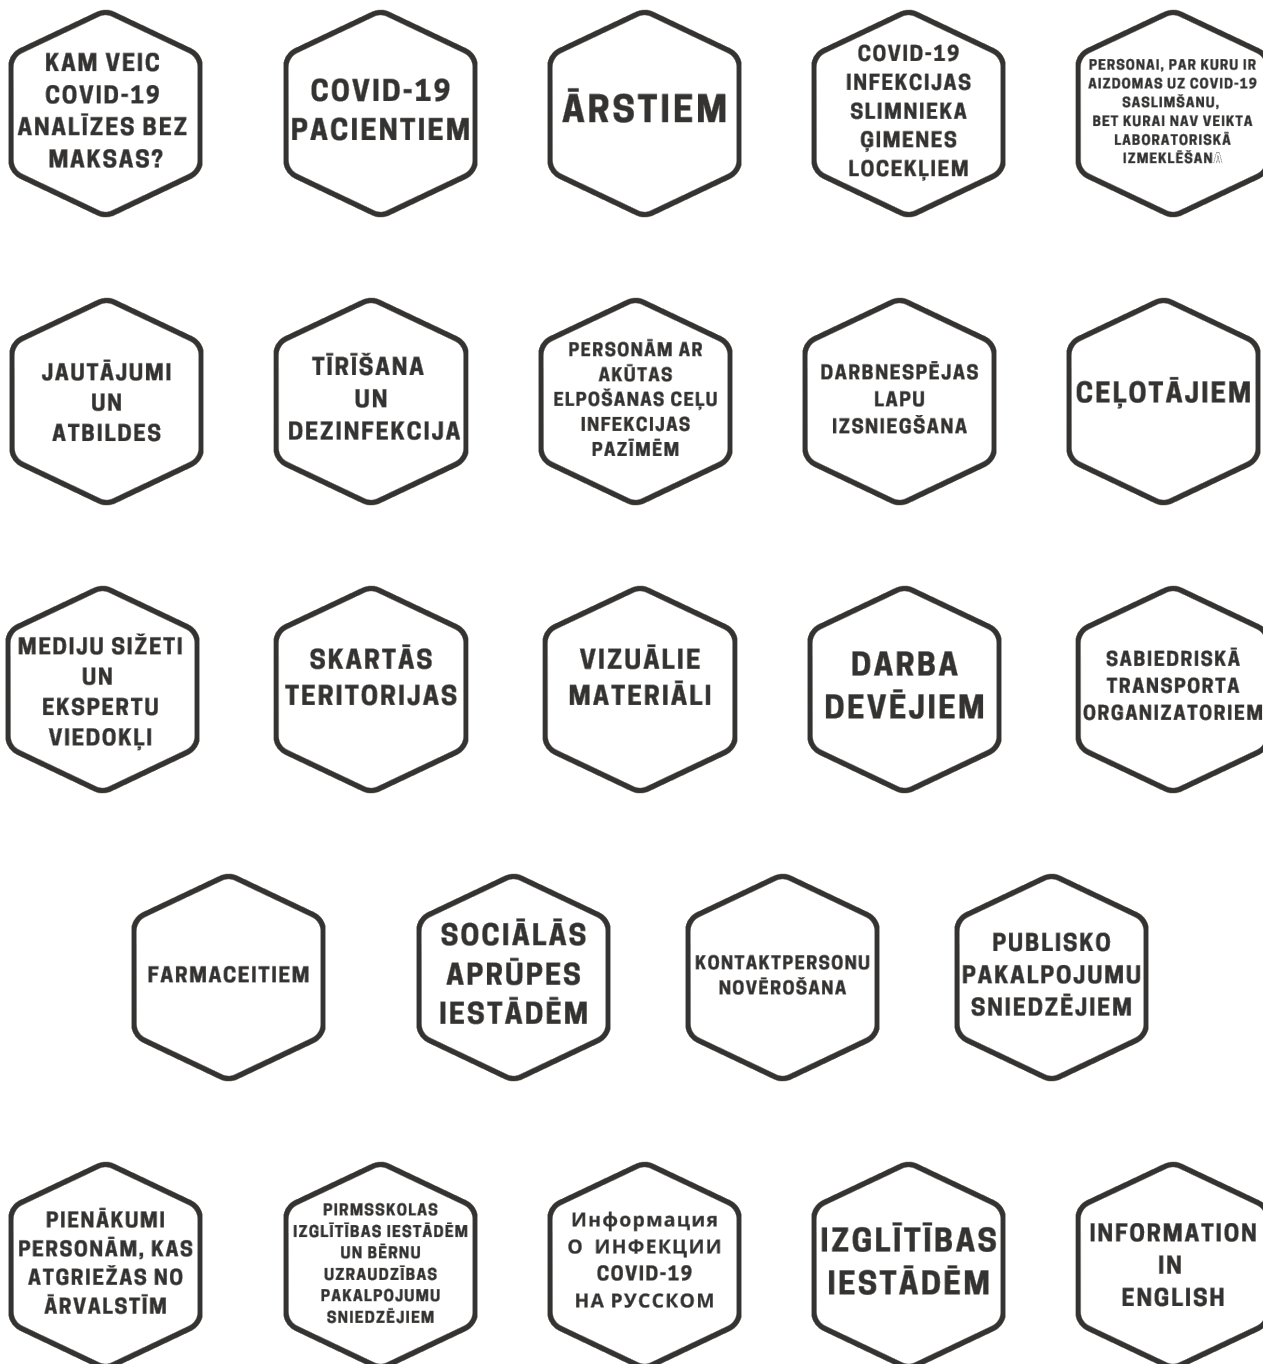 KAM VEIC
COVID-19
ANALĪZES BEZ
MAKSAS?
COVID-19
PACIENTIEM
ĀRSTIEM
COVID-19
INFEKCIJAS
SLIMNIEKA
ĢIMENES
LOCEKĻIEM
PERSONAI, PAR KURU IR
AIZDOMAS UZ COVID-19
SASLIMŠANU,
BET KURAI NAV VEIKTA
LABORATORISKĀ
IZMEKLĒŠANĀ
JAUTĀJUMI
UN
ATBILDES
TĪRĪŠANA
UN
DEZINFEKCIJA
PERSONĀM AR
AKŪTAS
ELPOŠANAS CEĻU
INFEKCIJAS
PAZĪMĒM
DARBNESPĒJAS
LAPU
IZSNIEGŠANA
CEĻOTĀJIEM
MEDIJU SIŽETI
UN
EKSPERTU
VIEDOKĻI
SKARTĀS
TERITORIJAS
VIZUĀLIE
MATERIĀLI
DARBA
DEVĒJIEM
SABIEDRISKĀ
TRANSPORTA
ORGANIZATORIEM
FARMACEITIEM
SOCIĀLĀS
APRŪPES
IESTĀDĒM
KONTAKTPERSONU
NOVĒROŠANA
PUBLISKO
PAKALPOJUMU
SNIEDZĒJIEM
PIENĀKUMI
PERSONĀM, KAS
ATGRIEŽAS NO
ĀRVALSTĪM
PIRMSSKOLAS
IZGLĪTĪBAS IESTĀDĒM
UN BĒRNU
UZRAUDZĪBAS
PAKALPOJUMU
SNIEDZĒJIEM
Информация
О ИНФЕКЦИИ
COVID-19
НА РУССКОМ
IZGLĪTĪBAS
IESTĀDĒM
INFORMATION
IN
ENGLISH